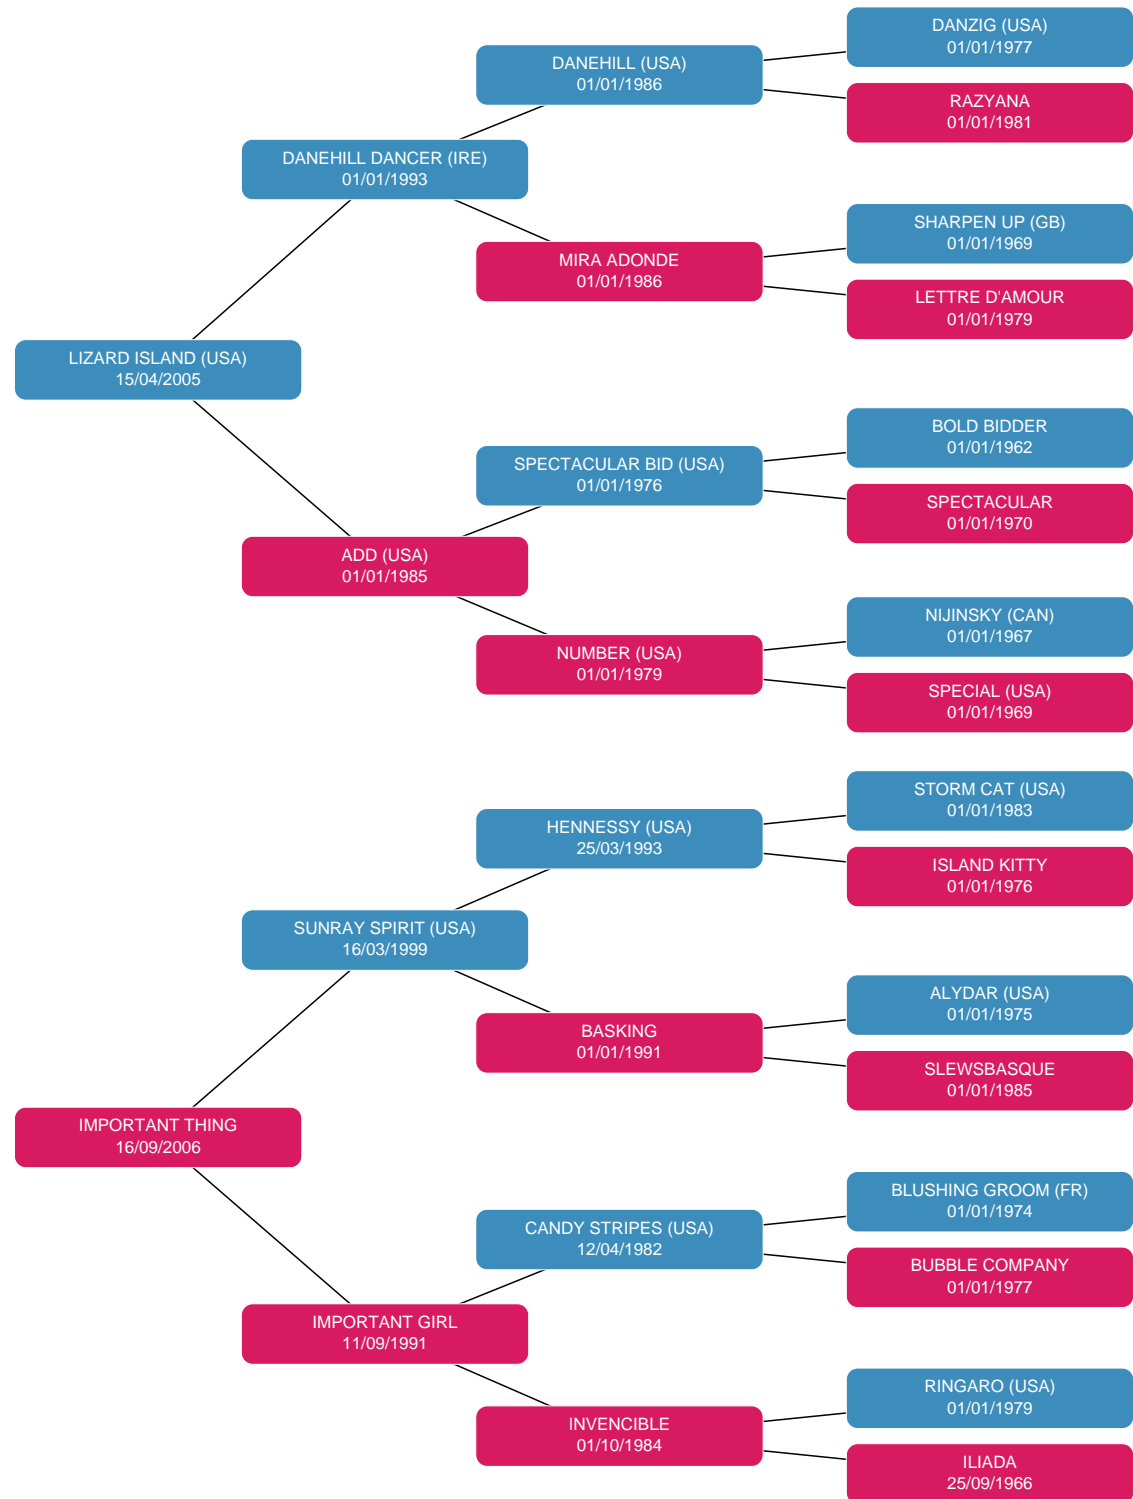 DANZIG (USA)
01/01/1977
DANEHILL (USA)
01/01/1986
RAZYANA
01/01/1981
DANEHILL DANCER (IRE)
01/01/1993
SHARPEN UP (GB)
01/01/1969
MIRA ADONDE
01/01/1986
LETTRE D'AMOUR
01/01/1979
LIZARD ISLAND (USA)
15/04/2005
BOLD BIDDER
01/01/1962
SPECTACULAR BID (USA)
01/01/1976
SPECTACULAR
01/01/1970
ADD (USA)
01/01/1985
NIJINSKY (CAN)
01/01/1967
NUMBER (USA)
01/01/1979
SPECIAL (USA)
01/01/1969
STORM CAT (USA)
01/01/1983
HENNESSY (USA)
25/03/1993
ISLAND KITTY
01/01/1976
SUNRAY SPIRIT (USA)
16/03/1999
ALYDAR (USA)
01/01/1975
BASKING
01/01/1991
SLEWSBASQUE
01/01/1985
IMPORTANT THING
16/09/2006
BLUSHING GROOM (FR)
01/01/1974
CANDY STRIPES (USA)
12/04/1982
BUBBLE COMPANY
01/01/1977
IMPORTANT GIRL
11/09/1991
RINGARO (USA)
01/01/1979
INVENCIBLE
01/10/1984
ILIADA
25/09/1966